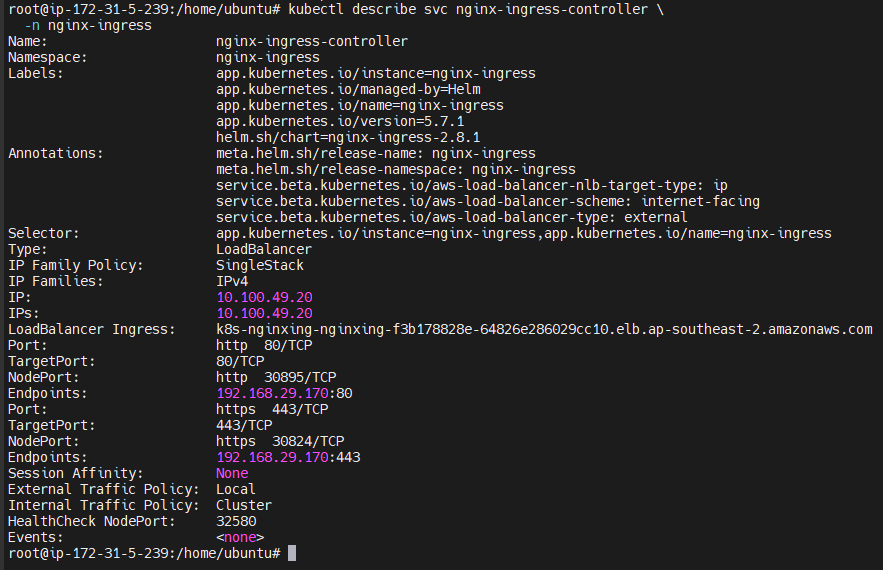 root@ip-172-31-5-239:/home/ubuntu# kubectl describe svc nginx-ingress-controller \
  -n nginx-ingress
Name:                     nginx-ingress-controller
Namespace:                nginx-ingress
Labels:                   app.kubernetes.io/instance=nginx-ingress
                          app.kubernetes.io/managed-by=Helm
                          app.kubernetes.io/name=nginx-ingress
                          app.kubernetes.io/version=5.7.1
                          helm.sh/chart=nginx-ingress-2.8.1
Annotations:              meta.helm.sh/release-name: nginx-ingress
                          meta.helm.sh/release-namespace: nginx-ingress
                          service.beta.kubernetes.io/aws-load-balancer-nlb-target-type: ip
                          service.beta.kubernetes.io/aws-load-balancer-scheme: internet-facing
                          service.beta.kubernetes.io/aws-load-balancer-type: external
Selector:                 app.kubernetes.io/instance=nginx-ingress,app.kubernetes.io/name=nginx-ingress
Type:                     LoadBalancer
IP Family Policy:         SingleStack
IP Families:              IPv4
IP:                       10.100.49.20
IPs:                      10.100.49.20
LoadBalancer Ingress:     k8s-nginxing-nginxing-f3b178828e-64826e286029cc10.elb.ap-southeast-2.amazonaws.com
Port:                     http  80/TCP
TargetPort:               80/TCP
NodePort:                 http  30895/TCP
Endpoints:                192.168.29.170:80
Port:                     https  443/TCP
TargetPort:               443/TCP
NodePort:                 https  30824/TCP
Endpoints:                192.168.29.170:443
Session Affinity:         None
External Traffic Policy:  Local
Internal Traffic Policy:  Cluster
HealthCheck NodePort:     32580
Events:                   <none>
root@ip-172-31-5-239:/home/ubuntu#